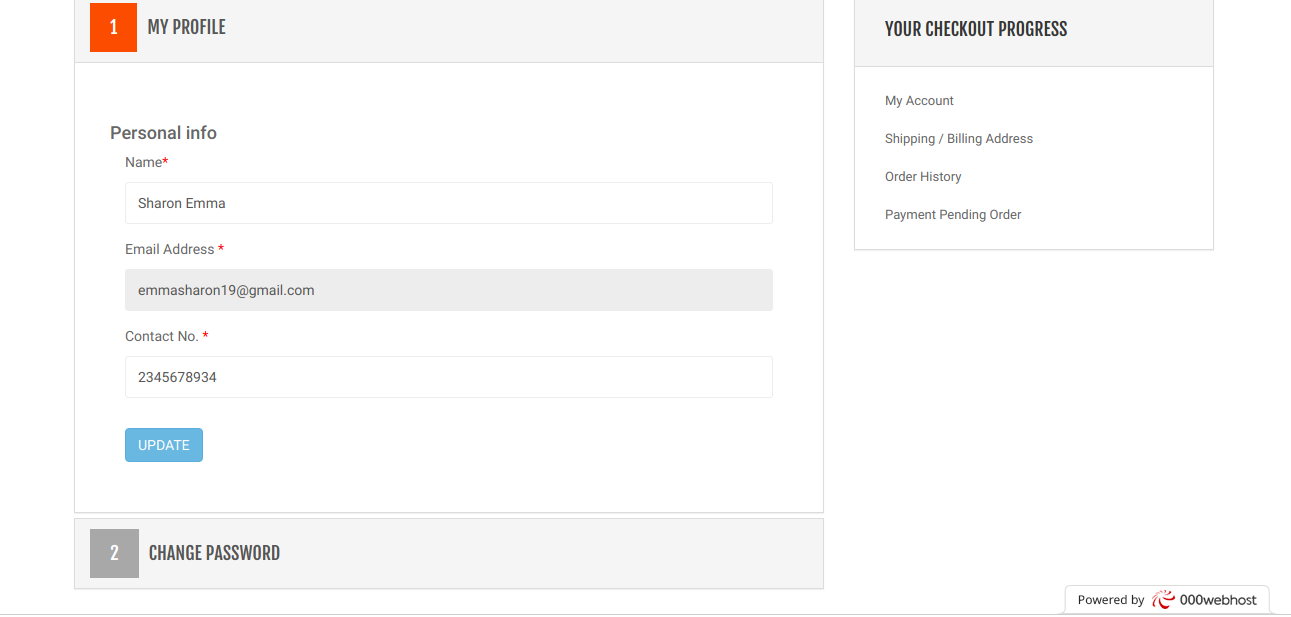 1 MY PROFILE
Personal info
Name*
Sharon Emma
Email Address *
emmasharon19@gmail.com
Contact No. *
2345678934
UPDATE
2 CHANGE PASSWORD
YOUR CHECKOUT PROGRESS
My Account
Shipping / Billing Address
Order History
Payment Pending Order
Powered by 000webhost